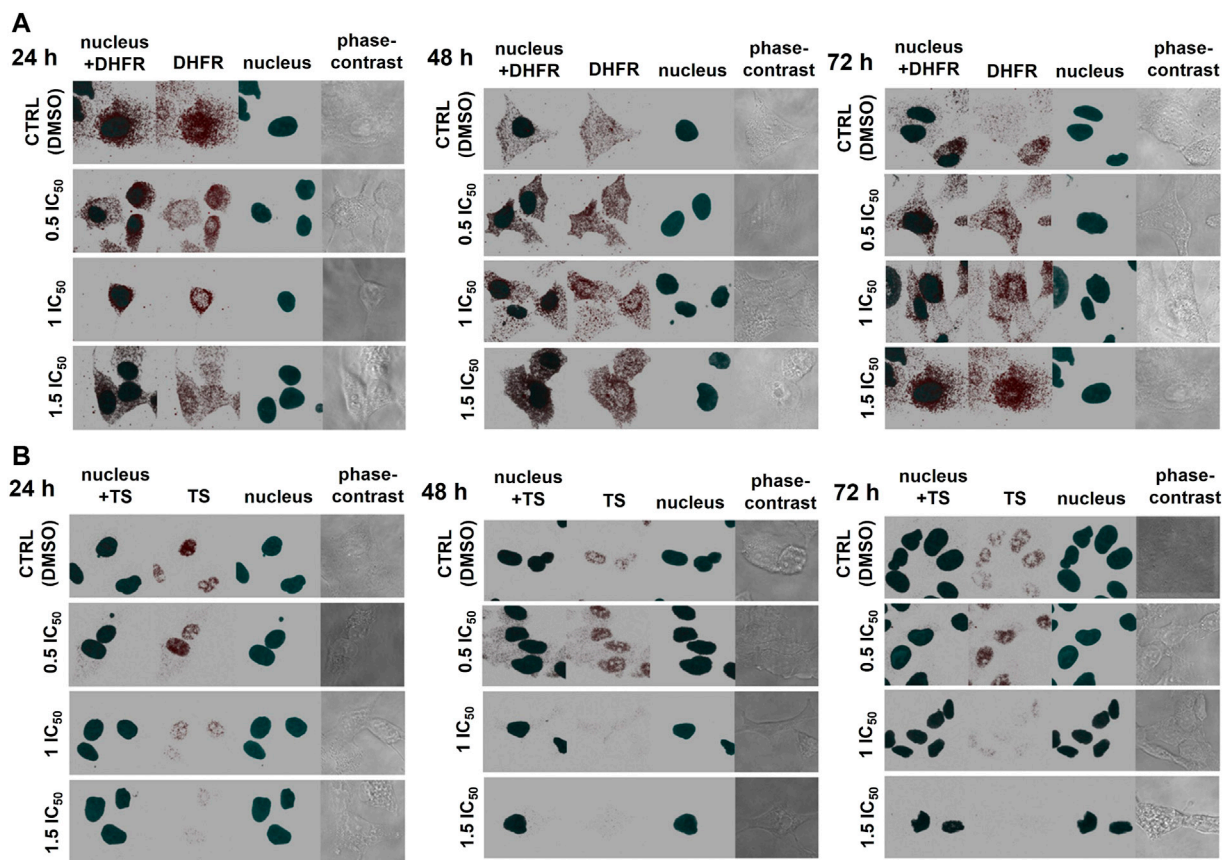 A
24 h
nucleus
+DHFR
DHFR
nucleus
phase-
contrast
CTRL
(DMSO)
0.5 IC₅₀
1 IC₅₀
1.5 IC₅₀
48 h
nucleus
+DHFR
DHFR
nucleus
phase-
contrast
CTRL
(DMSO)
0.5 IC₅₀
1 IC₅₀
1.5 IC₅₀
72 h
nucleus
+DHFR
DHFR
nucleus
phase-
contrast
CTRL
(DMSO)
0.5 IC₅₀
1 IC₅₀
1.5 IC₅₀
B
24 h
nucleus
+TS
TS
nucleus
phase-
contrast
CTRL
(DMSO)
0.5 IC₅₀
1 IC₅₀
1.5 IC₅₀
48 h
nucleus
+TS
TS
nucleus
phase-
contrast
CTRL
(DMSO)
0.5 IC₅₀
1 IC₅₀
1.5 IC₅₀
72 h
nucleus
+TS
TS
nucleus
phase-
contrast
CTRL
(DMSO)
0.5 IC₅₀
1 IC₅₀
1.5 IC₅₀